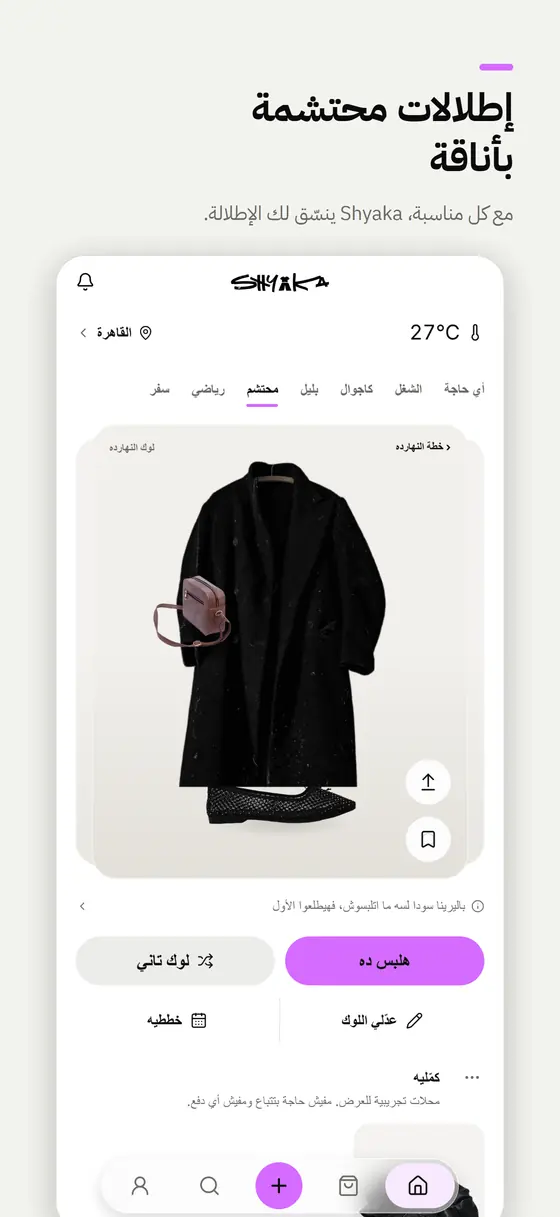 إطلالات محتشمة
بأناقة
مع كل مناسبة، Shyaka ينسّق لك الإطلالة.
SHYAKA
27°C
القاهرة
أي حاجة
الشغل
كاجوال
بليل
محتشم
رياضي
سفر
خطة النهارده
لوك النهارده
باليرينا سودا لسه ما اتلبسوش، فهيطلعوا الأول
هلبس ده
لوك تاني
عدّلي اللوك
خططيه
كمّليه
محلات تجريبية للعرض. مفيش حاجة بتتباع ومفيش أي دفع.